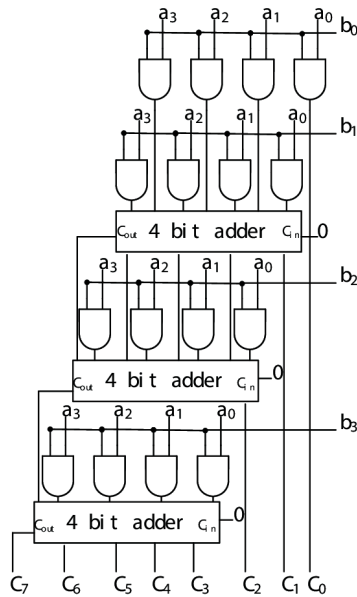 a3 a2 a1 a0
b0
a3 a2 a1 a0
b1
Cout 4 bit adder Cin 0
a3 a2 a1 a0
b2
Cout 4 bit adder Cin 0
a3 a2 a1 a0
b3
Cout 4 bit adder Cin 0
C7 C6 C5 C4 C3 C2 C1 C0